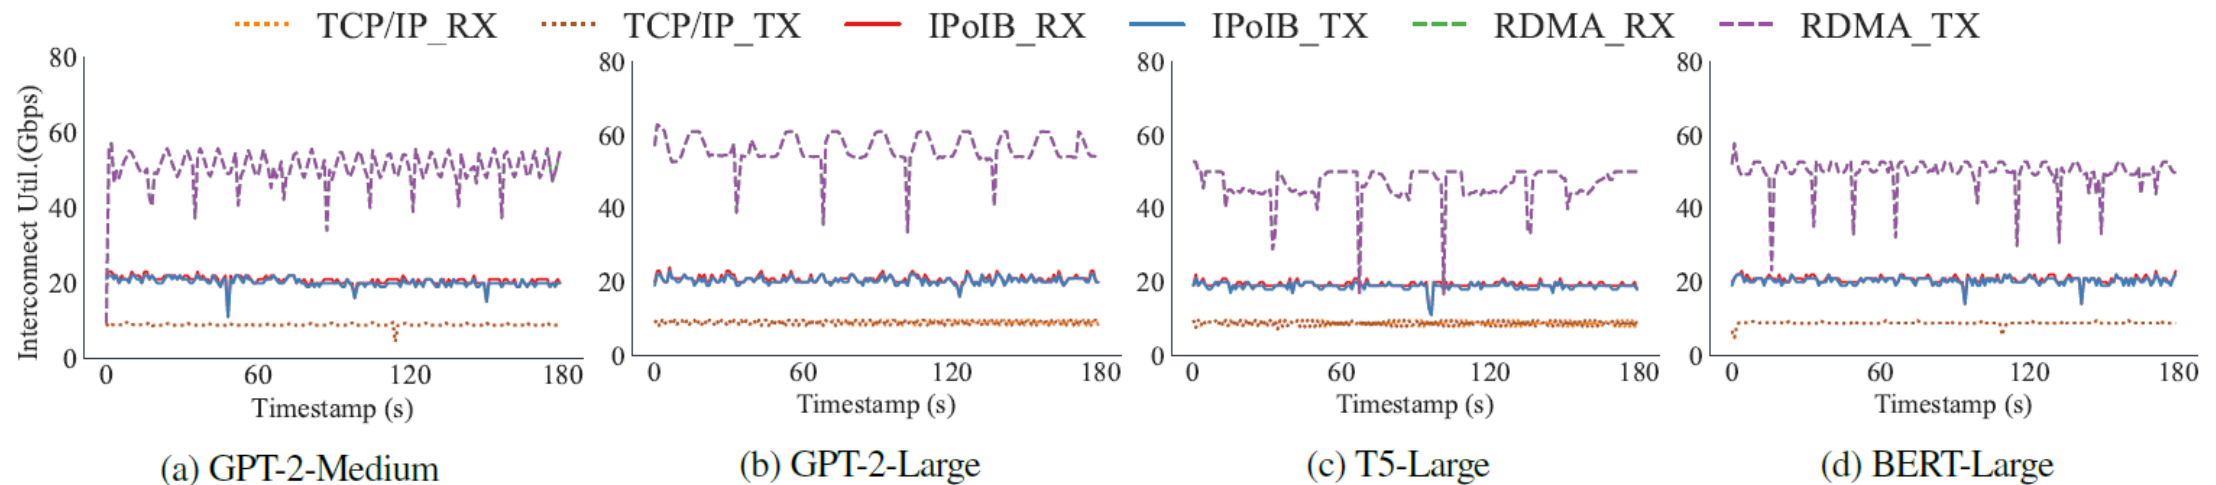 TCP/IP_RX TCP/IP_TX IPoIB_RX IPoIB_TX RDMA_RX RDMA_TX
Interconnect Util.(Gbps)
80
60
40
20
0
0 60 120 180
Timestamp (s)
(a) GPT-2-Medium
80
60
40
20
0
0 60 120 180
Timestamp (s)
(b) GPT-2-Large
80
60
40
20
0
0 60 120 180
Timestamp (s)
(c) T5-Large
80
60
40
20
0
0 60 120 180
Timestamp (s)
(d) BERT-Large